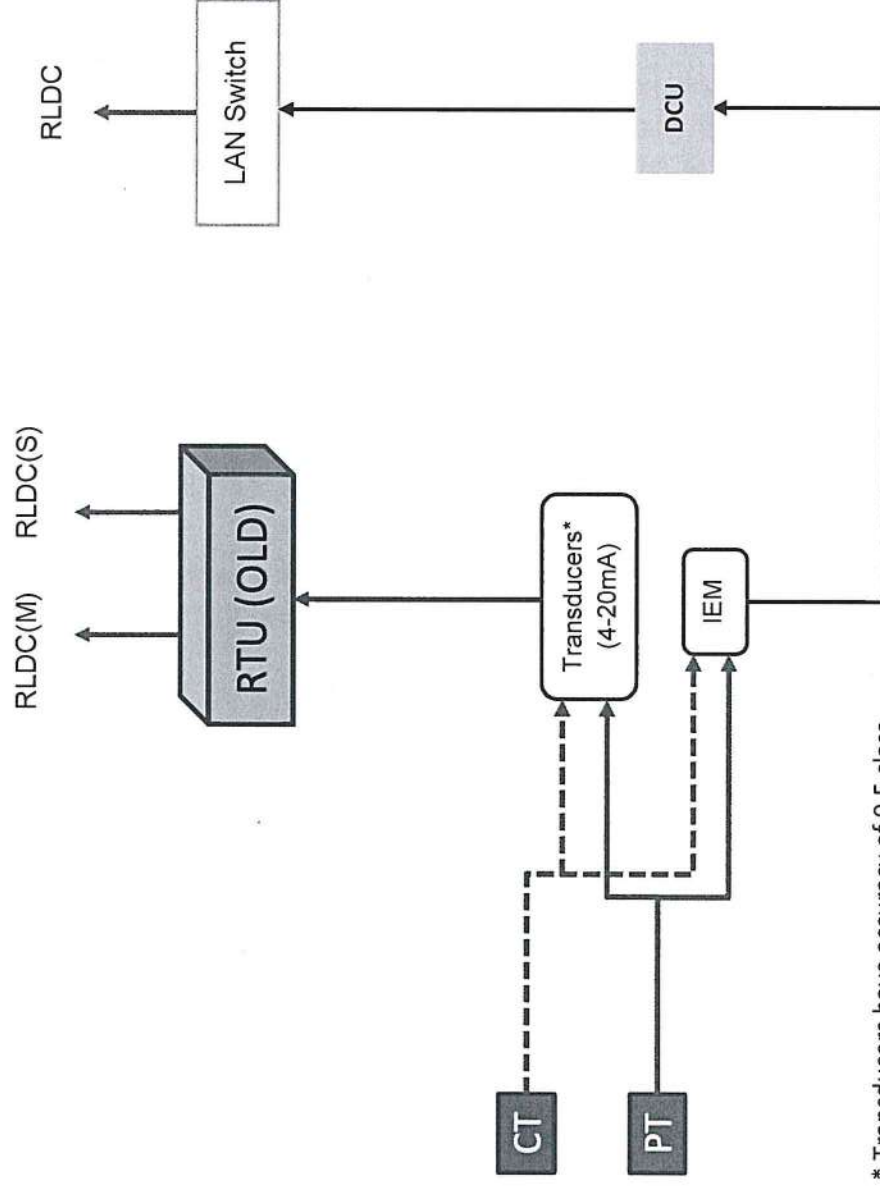 RLDC(M)
RLDC(S)
RLDC
RTU (OLD)
LAN Switch
Transducers*
(4-20mA)
IEM
DCU
CT
PT
* Transducers have accuracy of 0.5 class